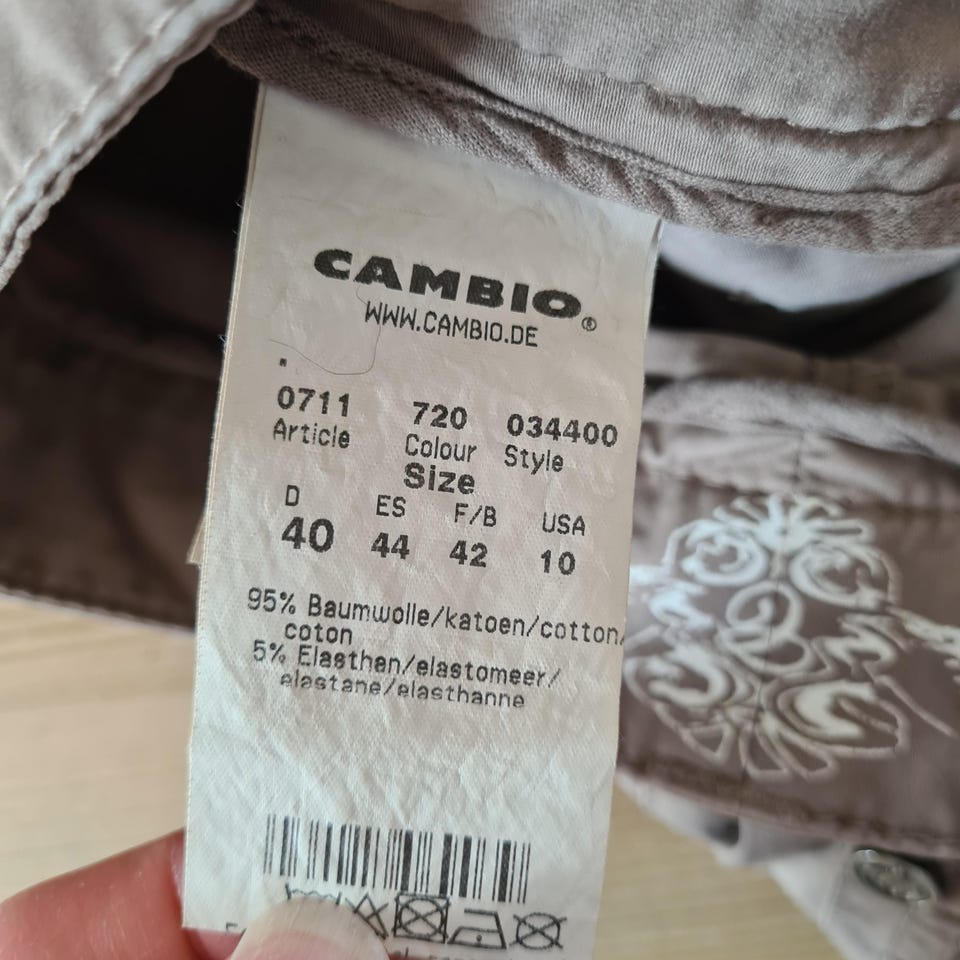 CAMBIO®
WWW.CAMBIO.DE
0711 720 034400
Article Colour Style
Size
D ES F/B USA
40 44 42 10
95% Baumwolle/katoen/cotton/
coton
5% Elasthen/elastomeer/
elastane/elasthanne